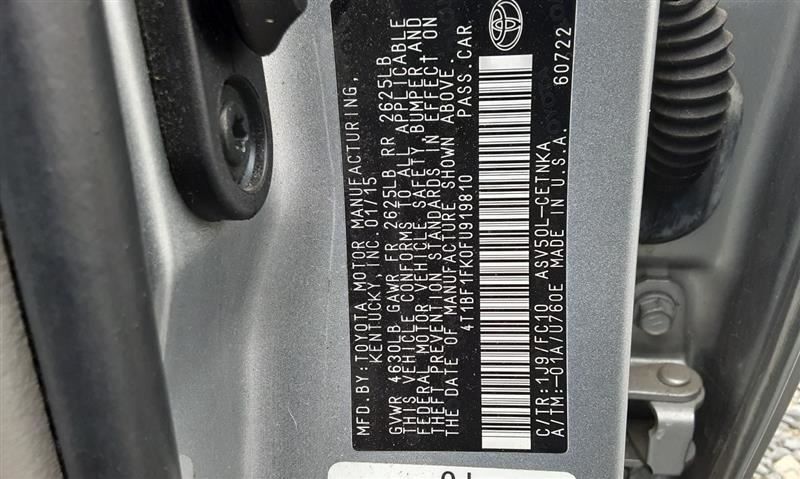 MFD.BY:TOYOTA MOTOR MANUFACTURING,
KENTUCKY, INC. 01/15
GVWR 4630LB GAWR FR 2625LB RR 2625LB
THIS VEHICLE CONFORMS TO ALL APPLICABLE
FEDERAL MOTOR VEHICLE SAFETY, BUMPER, AND
THEFT PREVENTION STANDARDS IN EFFECT ON
THE DATE OF MANUFACTURE SHOWN ABOVE.
4T1BF1FK0FU919810 PASS.CAR
C/TR:1J9/FC10 ASV50L-CETNKA
A/TM:-01A/U760E MADE IN U.S.A.
60722
TOYOTA